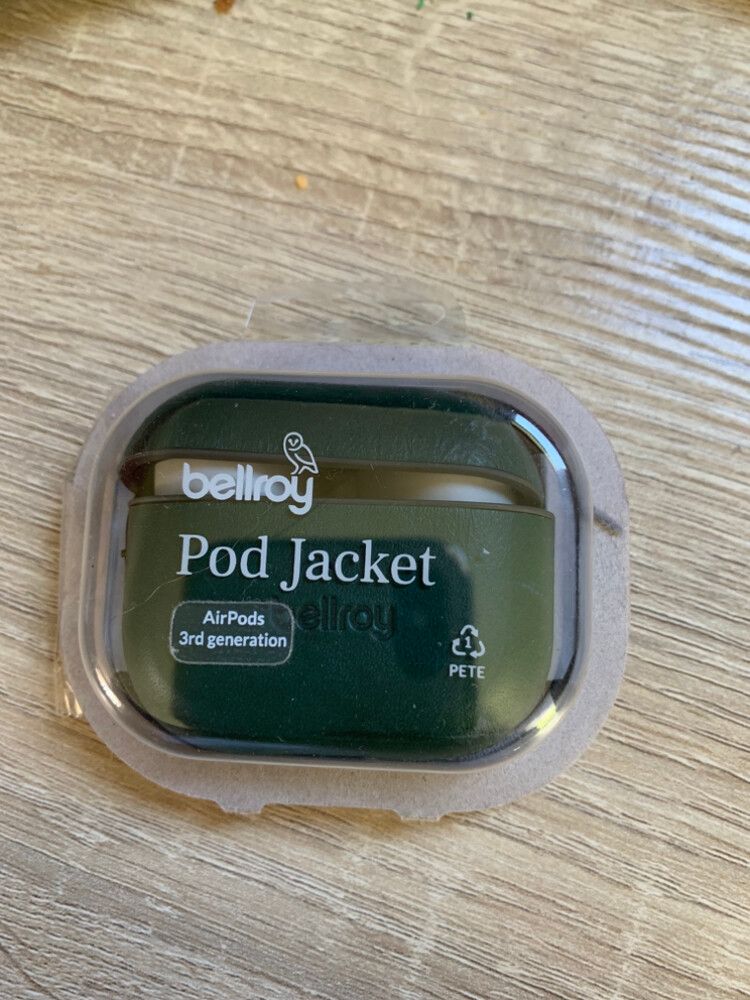 bellroy
Pod Jacket
AirPods
3rd generation
bellroy
1
PETE